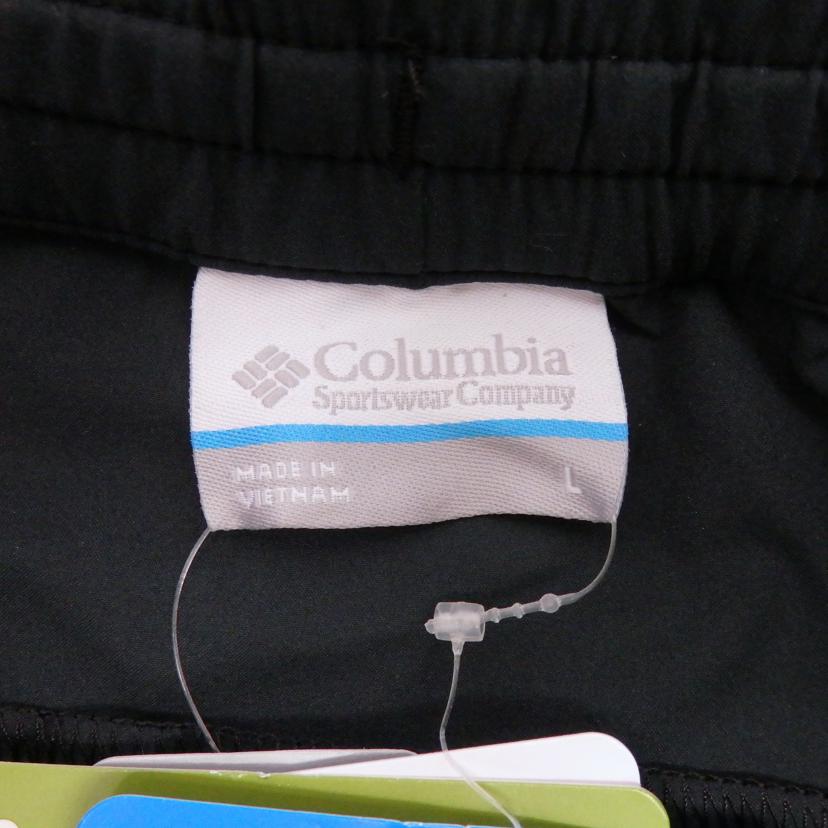 Columbia
Sportswear Company
MADE IN
VIETNAM
L